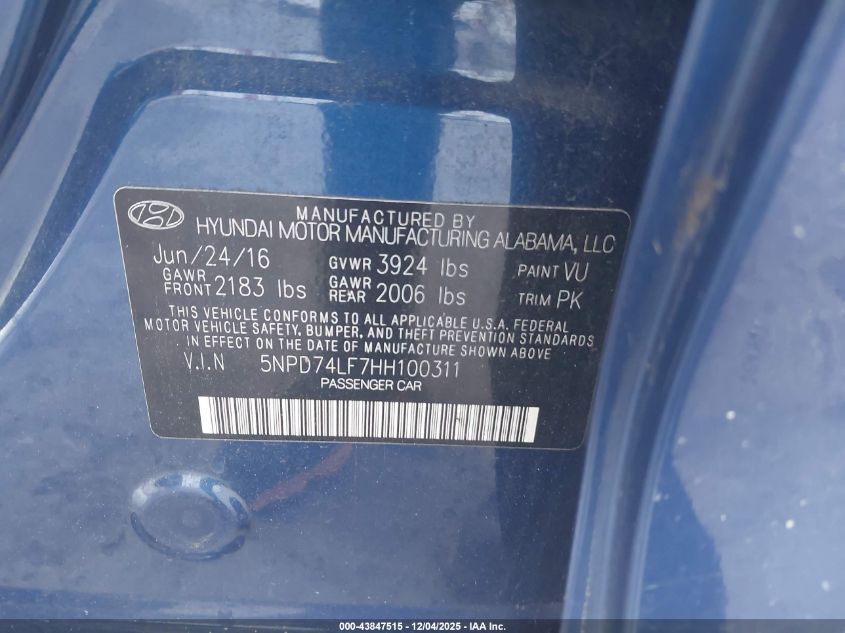 MANUFACTURED BY
HYUNDAI MOTOR MANUFACTURING ALABAMA, LLC
Jun/24/16 GVWR 3924 lbs PAINT VU
GAWR FRONT 2183 lbs GAWR REAR 2006 lbs TRIM PK
THIS VEHICLE CONFORMS TO ALL APPLICABLE U.S.A. FEDERAL
MOTOR VEHICLE SAFETY, BUMPER, AND THEFT PREVENTION STANDARDS
IN EFFECT ON THE DATE OF MANUFACTURE SHOWN ABOVE.
V.I.N 5NPD74LF7HH100311
PASSENGER CAR
000-43847515 - 12/04/2025 - IAA Inc.